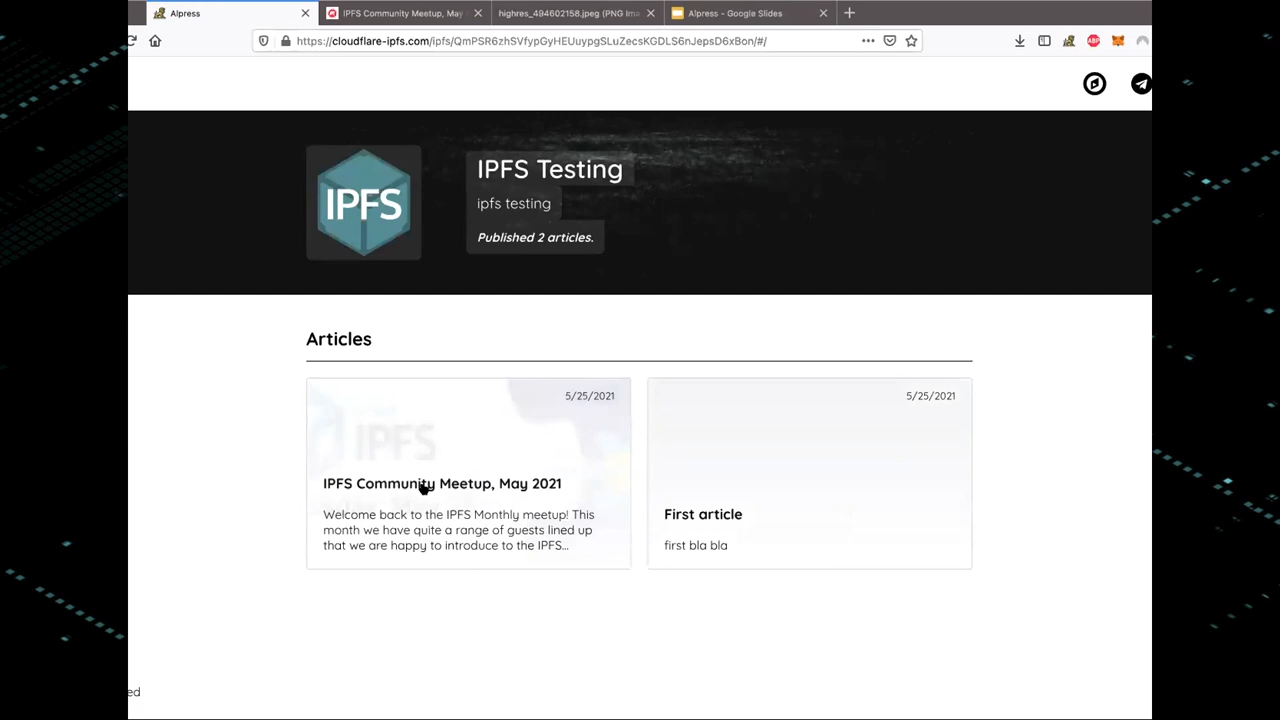 Alpress
IPFS Community Meetup, May
highres_494602158.jpeg (PNG Ima
Alpress - Google Slides
https://cloudflare-ipfs.com/ipfs/QmPSR6zhSVfypGyHEUuypgSLuZecsKGDLS6nJepsD6xBon/#/
ABP
IPFS
IPFS Testing
ipfs testing
Published 2 articles.
Articles
5/25/2021
IPFS
IPFS Community Meetup, May 2021
Welcome back to the IPFS Monthly meetup! This
month we have quite a range of guests lined up
that we are happy to introduce to the IPFS...
5/25/2021
First article
first bla bla
ed